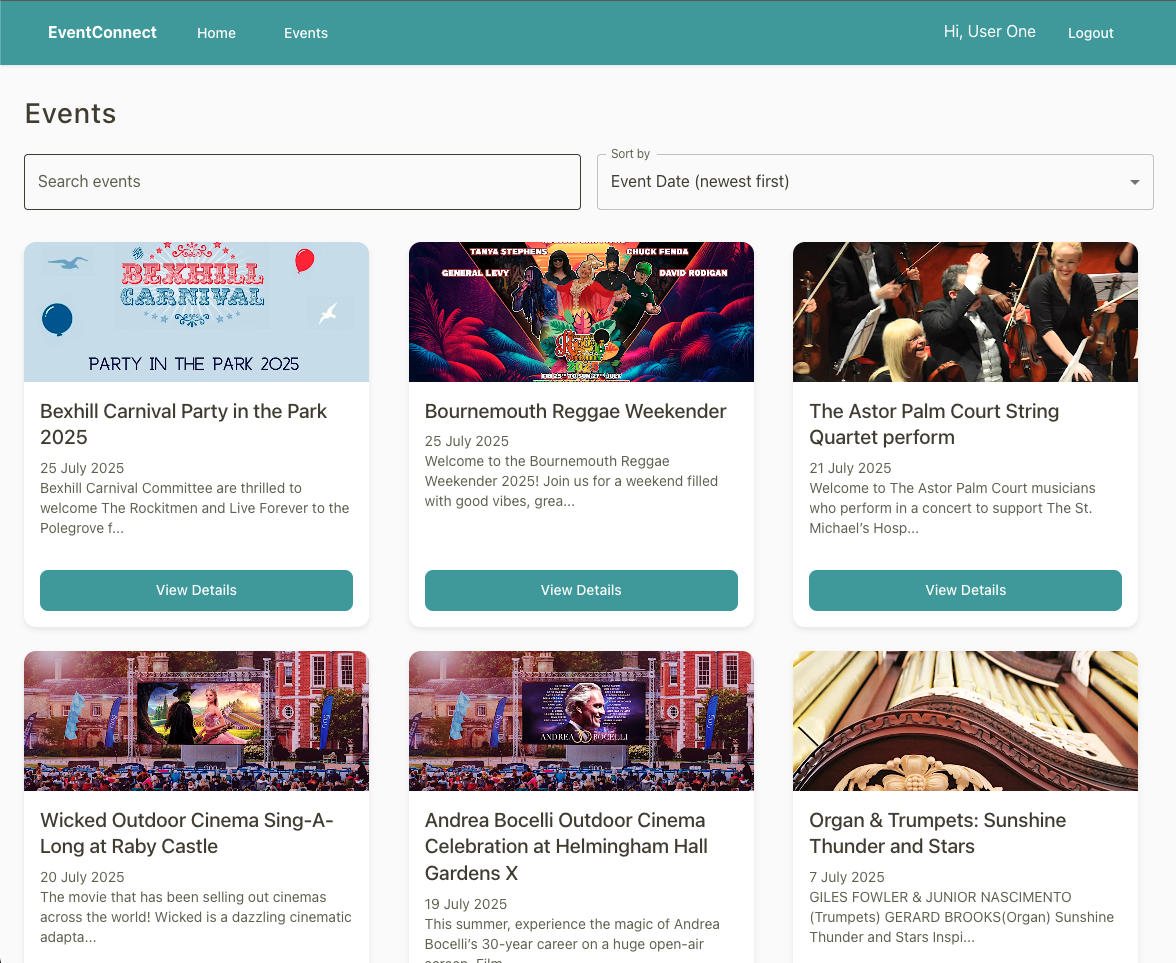 EventConnect Home Events Hi, User One Logout
Events
Sort by
Search events
Event Date (newest first)
BEXHILL
CARNIVAL
PARTY IN THE PARK 2025
TANYA STEPHENS CHUCK FENDA
GENERAL LEVY DAVID RODIGAN
Bexhill Carnival Party in the Park
2025
25 July 2025
Bexhill Carnival Committee are thrilled to
welcome The Rockitmen and Live Forever to the
Polegrove f...
View Details
Bournemouth Reggae Weekender
25 July 2025
Welcome to the Bournemouth Reggae
Weekender 2025! Join us for a weekend filled
with good vibes, grea...
View Details
The Astor Palm Court String
Quartet perform
21 July 2025
Welcome to The Astor Palm Court musicians
who perform in a concert to support The St.
Michael’s Hosp...
View Details
Wicked Outdoor Cinema Sing-A-
Long at Raby Castle
20 July 2025
The movie that has been selling out cinemas
across the world! Wicked is a dazzling cinematic
adapta...
ANDREA BOCELLI
Andrea Bocelli Outdoor Cinema
Celebration at Helmingham Hall
Gardens X
19 July 2025
This summer, experience the magic of Andrea
Bocelli’s 30-year career on a huge open-air
screen. Film
Organ & Trumpets: Sunshine
Thunder and Stars
7 July 2025
GILES FOWLER & JUNIOR NASCIMENTO
(Trumpets) GERARD BROOKS(Organ) Sunshine
Thunder and Stars Inspi...